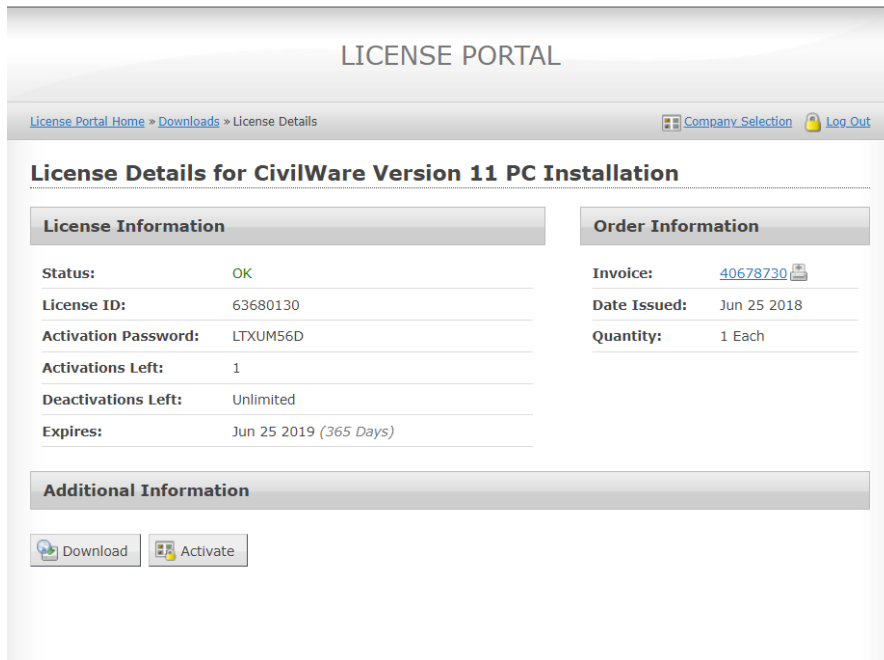 LICENSE PORTAL
License Portal Home » Downloads » License Details
Company Selection
Log Out
License Details for CivilWare Version 11 PC Installation
License Information
Status: OK
License ID: 63680130
Activation Password: LTXUM56D
Activations Left: 1
Deactivations Left: Unlimited
Expires: Jun 25 2019 (365 Days)
Order Information
Invoice: 40678730
Date Issued: Jun 25 2018
Quantity: 1 Each
Additional Information
Download
Activate